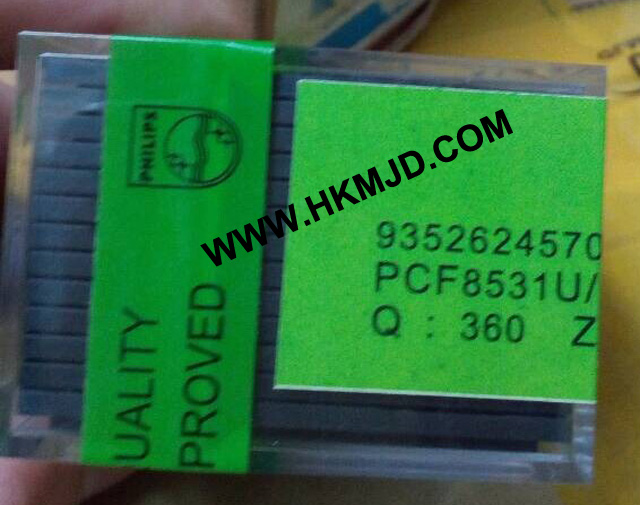 PHILIPS
UALITY
PROVED
WWW.HKMJD.COM
9352624570
PCF8531U/
Q : 360 Z